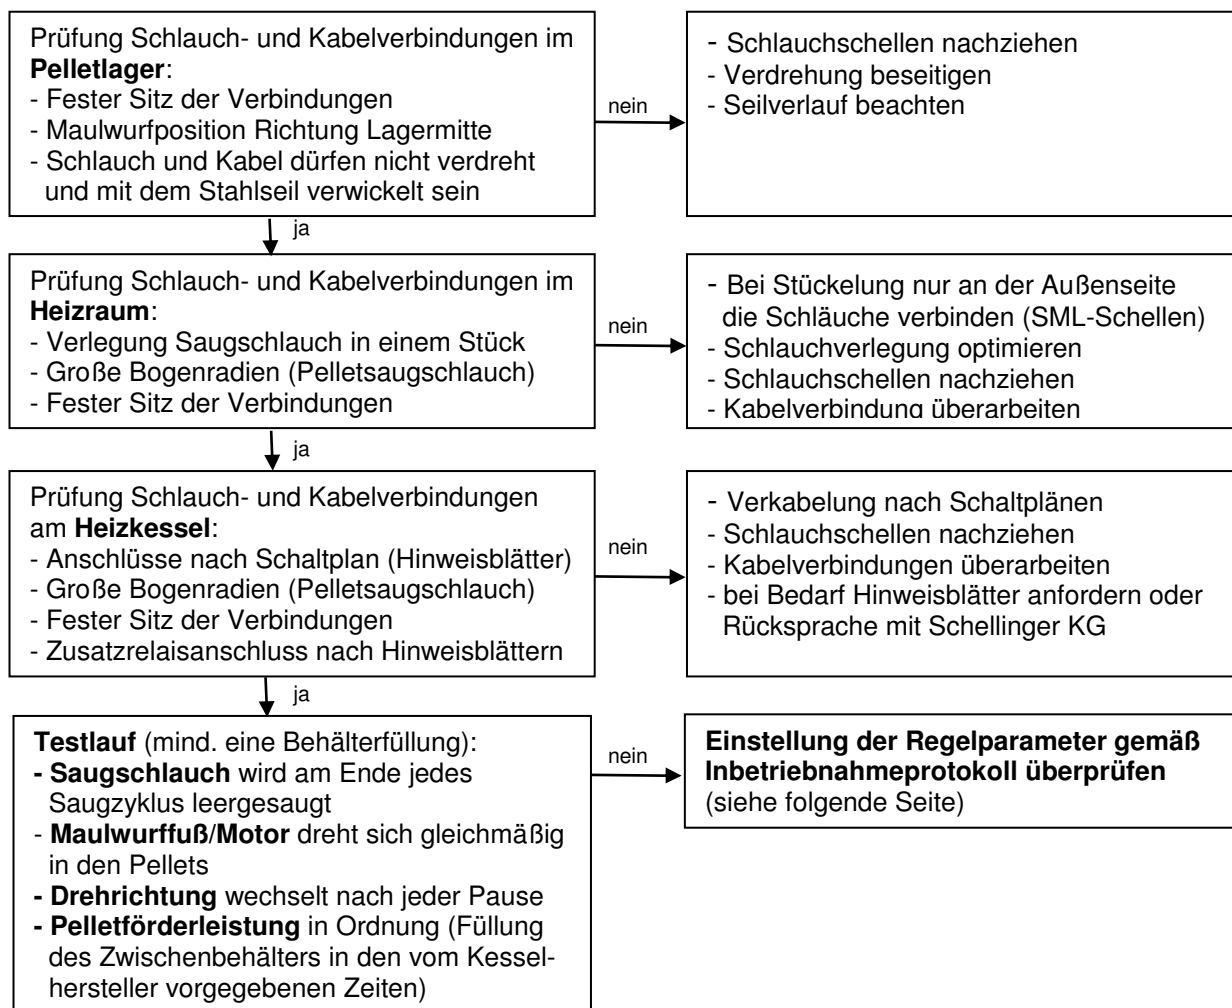 Prüfung Schlauch- und Kabelverbindungen im
Pelletlager:
- Fester Sitz der Verbindungen
- Maulwurfposition Richtung Lagermitte
- Schlauch und Kabel dürfen nicht verdreht
und mit dem Stahlseil verwickelt sein
nein
- Schlauchschellen nachziehen
- Verdrehung beseitigen
- Seilverlauf beachten
ja
Prüfung Schlauch- und Kabelverbindungen im
Heizraum:
- Verlegung Saugschlauch in einem Stück
- Große Bogenradien (Pelletsaugschlauch)
- Fester Sitz der Verbindungen
nein
- Bei Stückelung nur an der Außenseite
die Schläuche verbinden (SML-Schellen)
- Schlauchverlegung optimieren
- Schlauchschellen nachziehen
- Kabelverbindung überarbeiten
ja
Prüfung Schlauch- und Kabelverbindungen
am Heizkessel:
- Anschlüsse nach Schaltplan (Hinweisblätter)
- Große Bogenradien (Pelletsaugschlauch)
- Fester Sitz der Verbindungen
- Zusatzrelaisanschluss nach Hinweisblättern
nein
- Verkabelung nach Schaltplänen
- Schlauchschellen nachziehen
- Kabelverbindungen überarbeiten
- bei Bedarf Hinweisblätter anfordern oder
Rücksprache mit Schellinger KG
ja
Testlauf (mind. eine Behälterfüllung):
- Saugschlauch wird am Ende jedes
Saugzyklus leergesaugt
- Maulwurffuß/Motor dreht sich gleichmäßig
in den Pellets
- Drehrichtung wechselt nach jeder Pause
- Pelletförderleistung in Ordnung (Füllung
des Zwischenbehälters in den vom Kessel-
hersteller vorgegebenen Zeiten)
nein
Einstellung der Regelparameter gemäß
Inbetriebnahmeprotokoll überprüfen
(siehe folgende Seite)